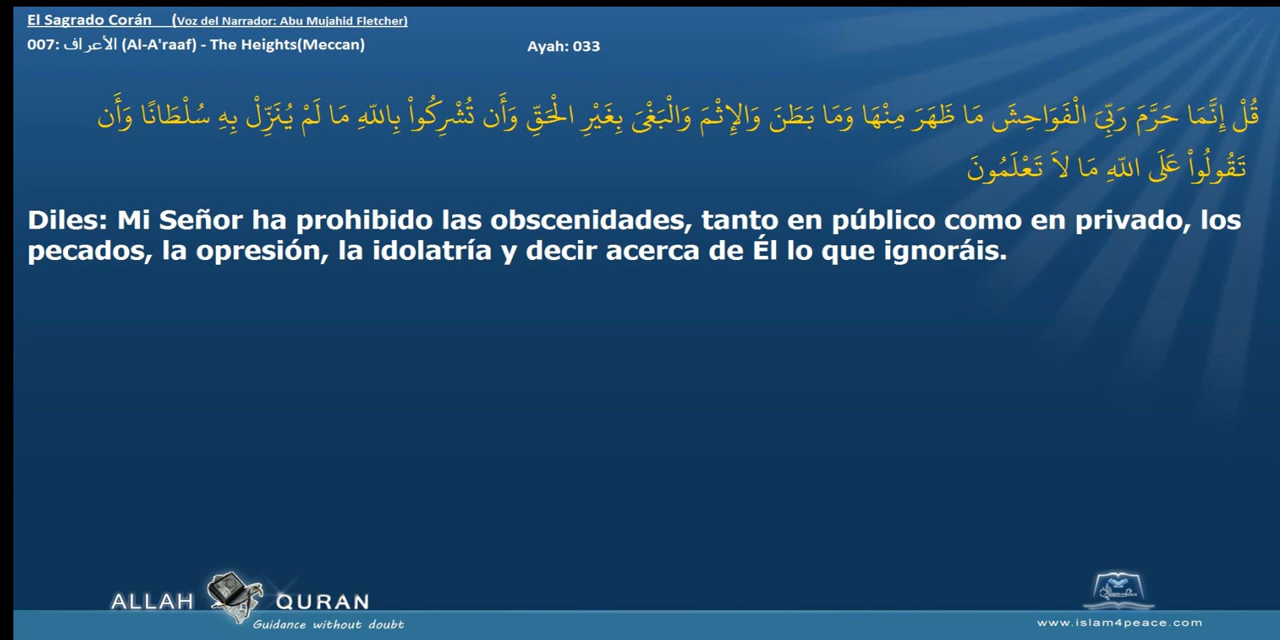 El Sagrado Corán (Voz del Narrador: Abu Mujahid Fletcher)
007: الأعراف (Al-A'raaf) - The Heights(Meccan) Ayah: 033
قُلْ إِنَّمَا حَرَّمَ رَبِّيَ الْفَوَاحِشَ مَا ظَهَرَ مِنْهَا وَمَا بَطَنَ وَالإِثْمَ وَالْبَغْيَ بِغَيْرِ الْحَقِّ وَأَن تُشْرِكُواْ بِاللّهِ مَا لَمْ يُنَزِّلْ بِهِ سُلْطَانًا وَأَن
تَقُولُواْ عَلَى اللّهِ مَا لاَ تَعْلَمُونَ
Diles: Mi Señor ha prohibido las obscenidades, tanto en público como en privado, los
pecados, la opresión, la idolatría y decir acerca de Él lo que ignoráis.
ALLAH QURAN
Guidance without doubt
www.islam4peace.com